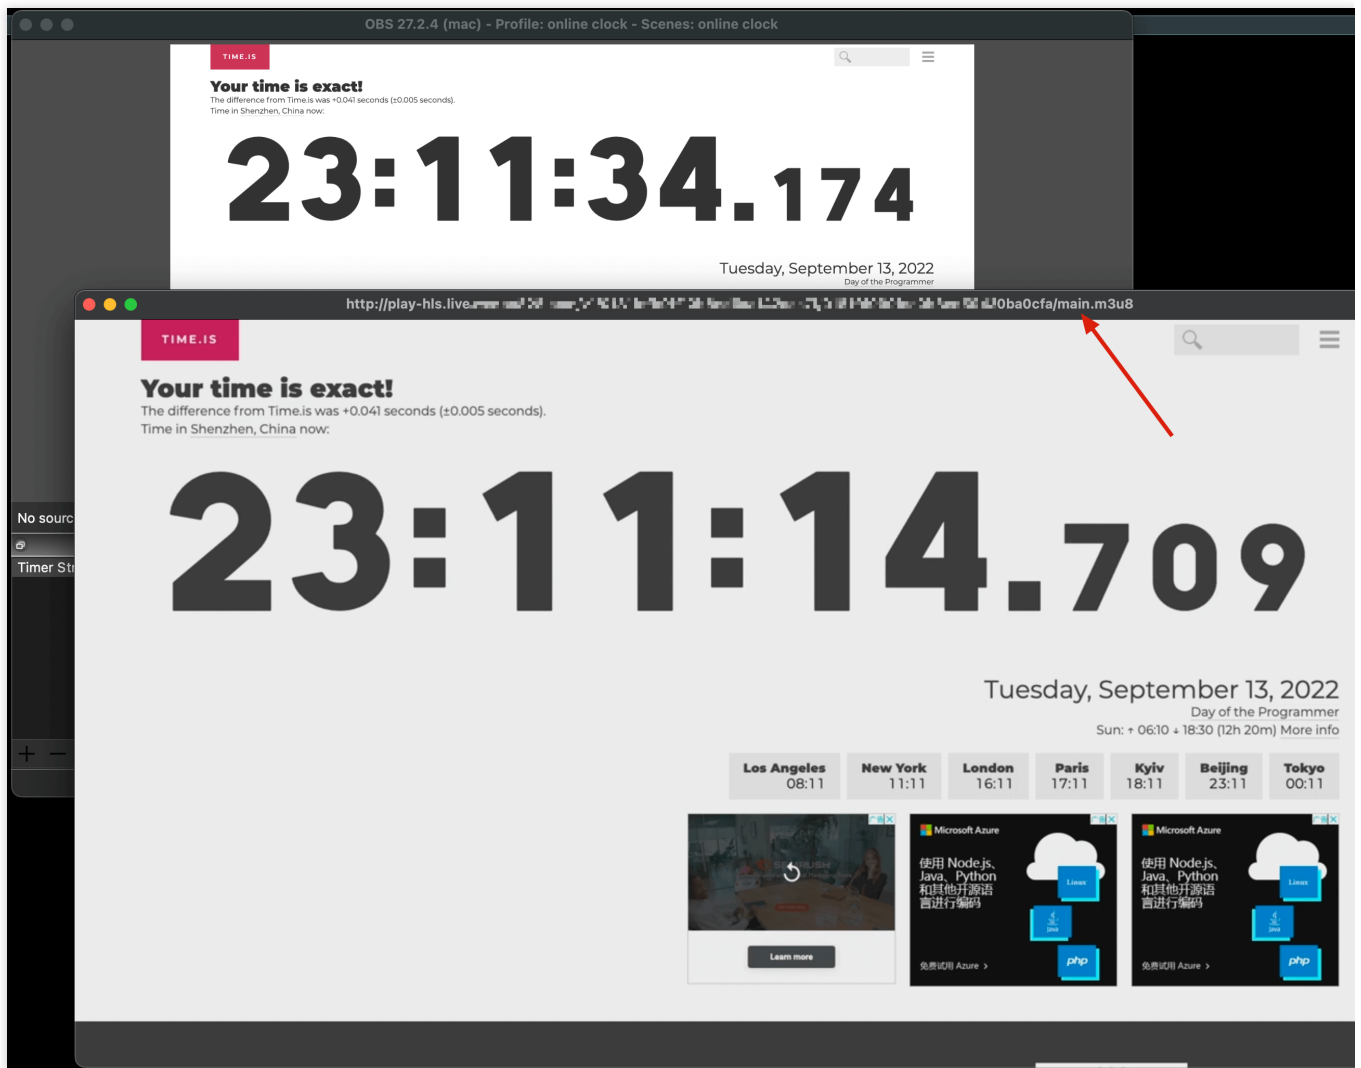 OBS 27.2.4 (mac) - Profile: online clock - Scenes: online clock
TIME.IS
Your time is exact!
The difference from Time.is was +0.041 seconds (±0.005 seconds).
Time in Shenzhen, China now:
23:11:34.174
Tuesday, September 13, 2022
Day of the Programmer
http://play-hls.live
0ba0cfa/main.m3u8
TIME.IS
Your time is exact!
The difference from Time.is was +0.041 seconds (±0.005 seconds).
Time in Shenzhen, China now:
23:11:14.709
No sourc
Timer Str
Tuesday, September 13, 2022
Day of the Programmer
Sun: ↑ 06:10 ↓ 18:30 (12h 20m) More info
Los Angeles New York London Paris Kyiv Beijing Tokyo
08:11 11:11 16:11 17:11 18:11 23:11 00:11
SEMRUSH
Learn more
Microsoft Azure
使用 Node.js、
Java、Python
和其他开源语
言进行编码
Linux
Java
php
免费试用 Azure >
Microsoft Azure
使用 Node.js、
Java、Python
和其他开源语
言进行编码
Linux
Java
php
免费试用 Azure >